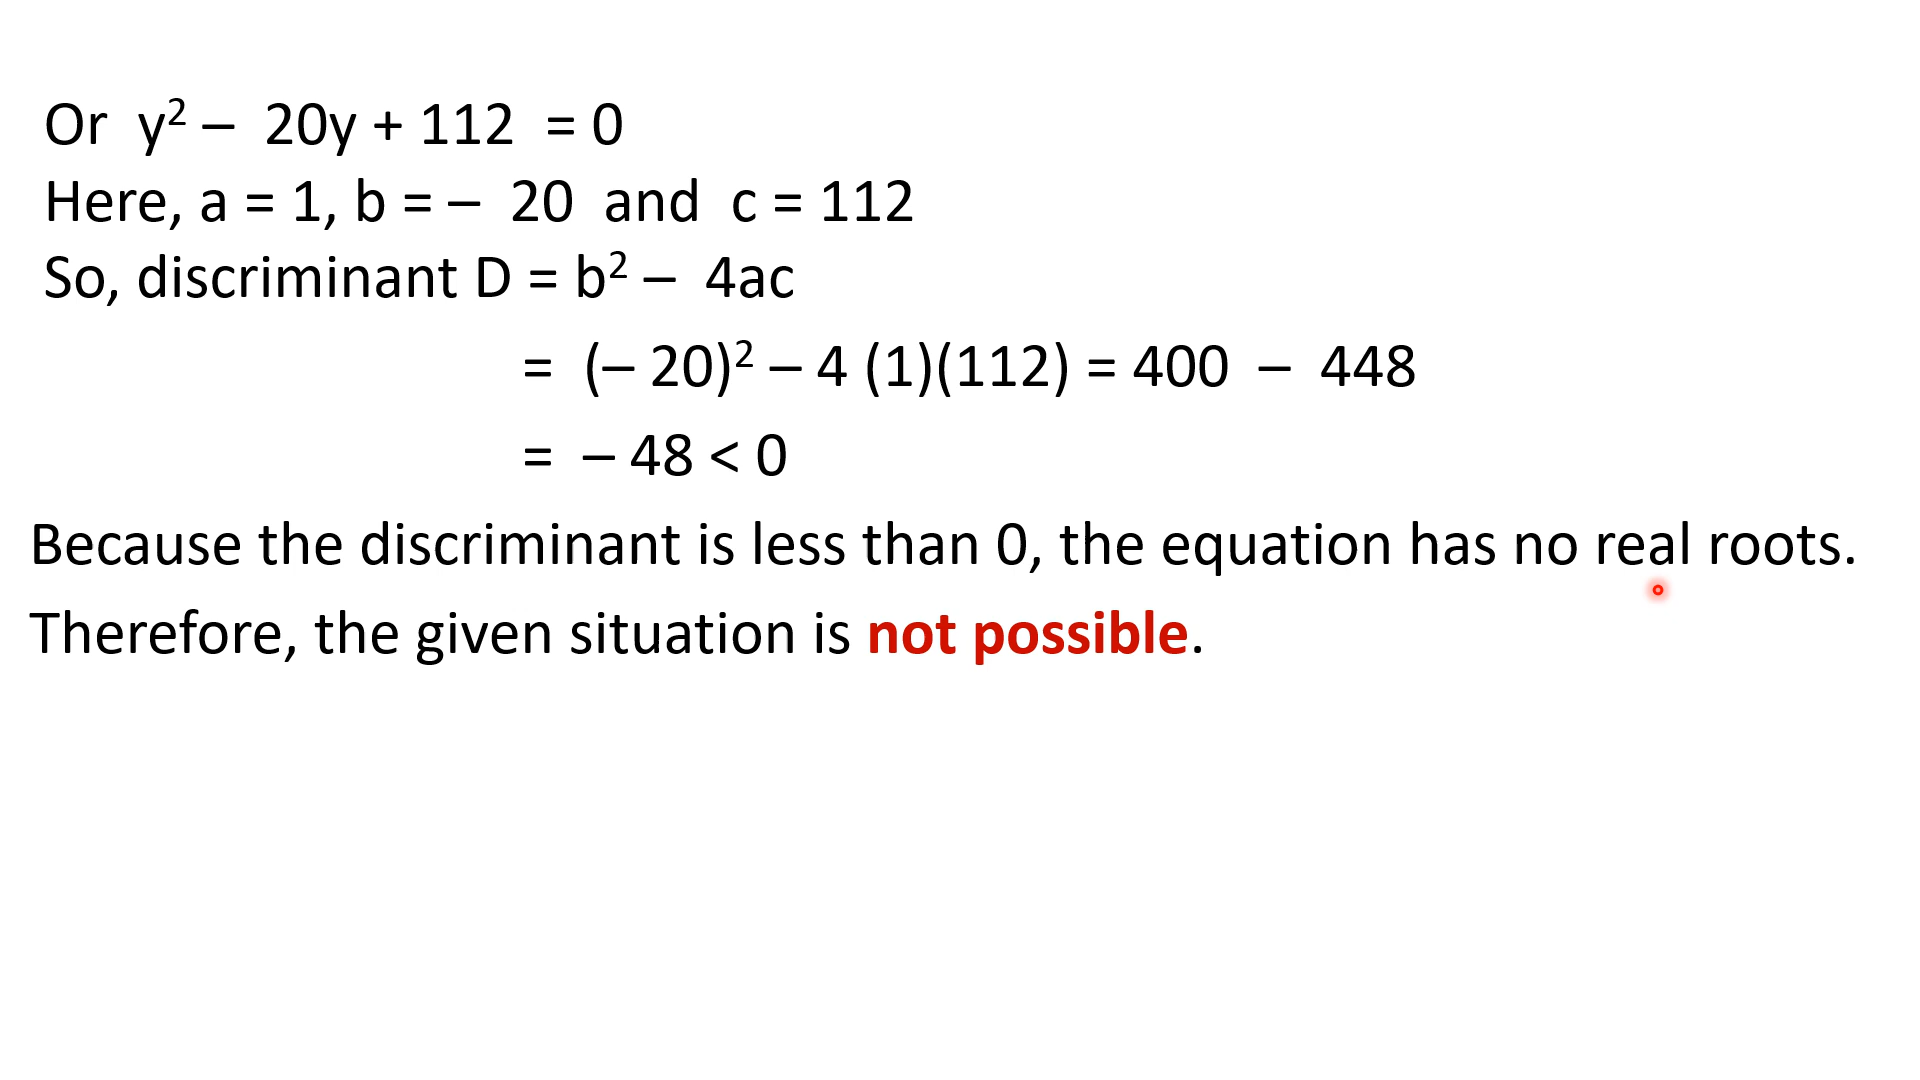 Or y² – 20y + 112 = 0
Here, a = 1, b = – 20 and c = 112
So, discriminant D = b² – 4ac
= (– 20)² – 4 (1)(112) = 400 – 448
= – 48 < 0
Because the discriminant is less than 0, the equation has no real roots.
Therefore, the given situation is not possible.